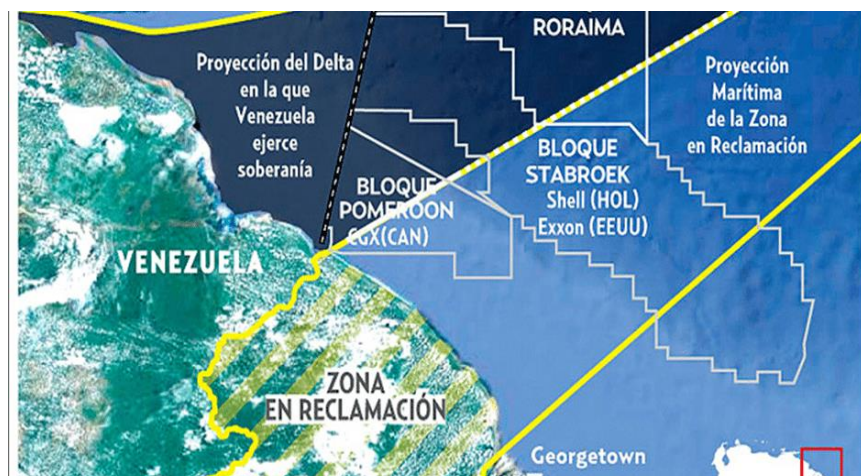 RORAIMA
Proyección del Delta
en la que
Venezuela
ejerce
soberanía
Proyección
Marítima
de la Zona
en Reclamación
BLOQUE
STABROEK
Shell (HOL)
Exxon (EEUU)
BLOQUE
POMEROON
CGX(CAN)
VENEZUELA
ZONA
EN RECLAMACIÓN
Georgetown